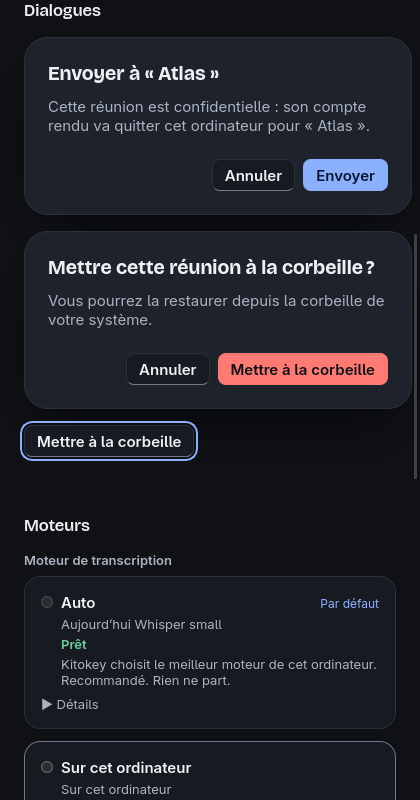 Dialogues
Envoyer à « Atlas »
Cette réunion est confidentielle : son compte
rendu va quitter cet ordinateur pour « Atlas ».
Annuler
Envoyer
Mettre cette réunion à la corbeille ?
Vous pourrez la restaurer depuis la corbeille de
votre système.
Annuler
Mettre à la corbeille
Mettre à la corbeille
Moteurs
Moteur de transcription
Auto
Par défaut
Aujourd’hui Whisper small
Prêt
Kitokey choisit le meilleur moteur de cet ordinateur.
Recommandé. Rien ne part.
▶ Détails
Sur cet ordinateur
Sur cet ordinateur